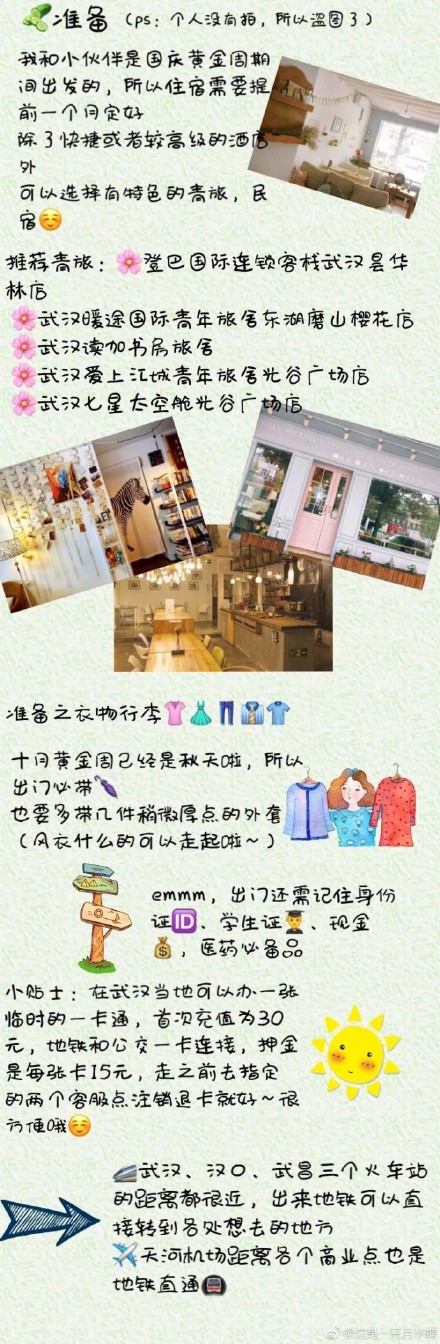 准备（ps：个人没有拍，所以盗图了）
我和小伙伴是国庆黄金周期
间出发的，所以住宿需要提
前一个月定好
除了快捷或者较高级的酒店
外
可以选择有特色的青旅，民
宿☺️
推荐青旅：🌸登巴国际连锁客栈武汉昙华
林店
🌸武汉暖途国际青年旅舍东湖磨山樱花店
🌸武汉读加书房旅舍
🌸武汉爱上江城青年旅舍光谷广场店
🌸武汉七星太空舱光谷广场店
准备之衣物行李👚👗👖👔👕
十月黄金周已经是秋天啦，所以
出门必带🌂
也要多带几件稍微厚点的外套
（风衣什么的可以走起啦～）
emmm，出门还需记住身份
证🆔、学生证👨‍🎓、现金
💰，医药必备品
小贴士：在武汉当地可以办一张
临时的一卡通，首次充值为30
元，地铁和公交一卡连接，押金
是每张卡15元，走之前去指定
的两个客服点注销退卡就好～很
方便哦☺️
🚄武汉、汉口、武昌三个火车站
的距离都很近，出来地铁可以直
接转到各处想去的地方
✈️天河机场距离各个商业点也是
地铁直通🚇